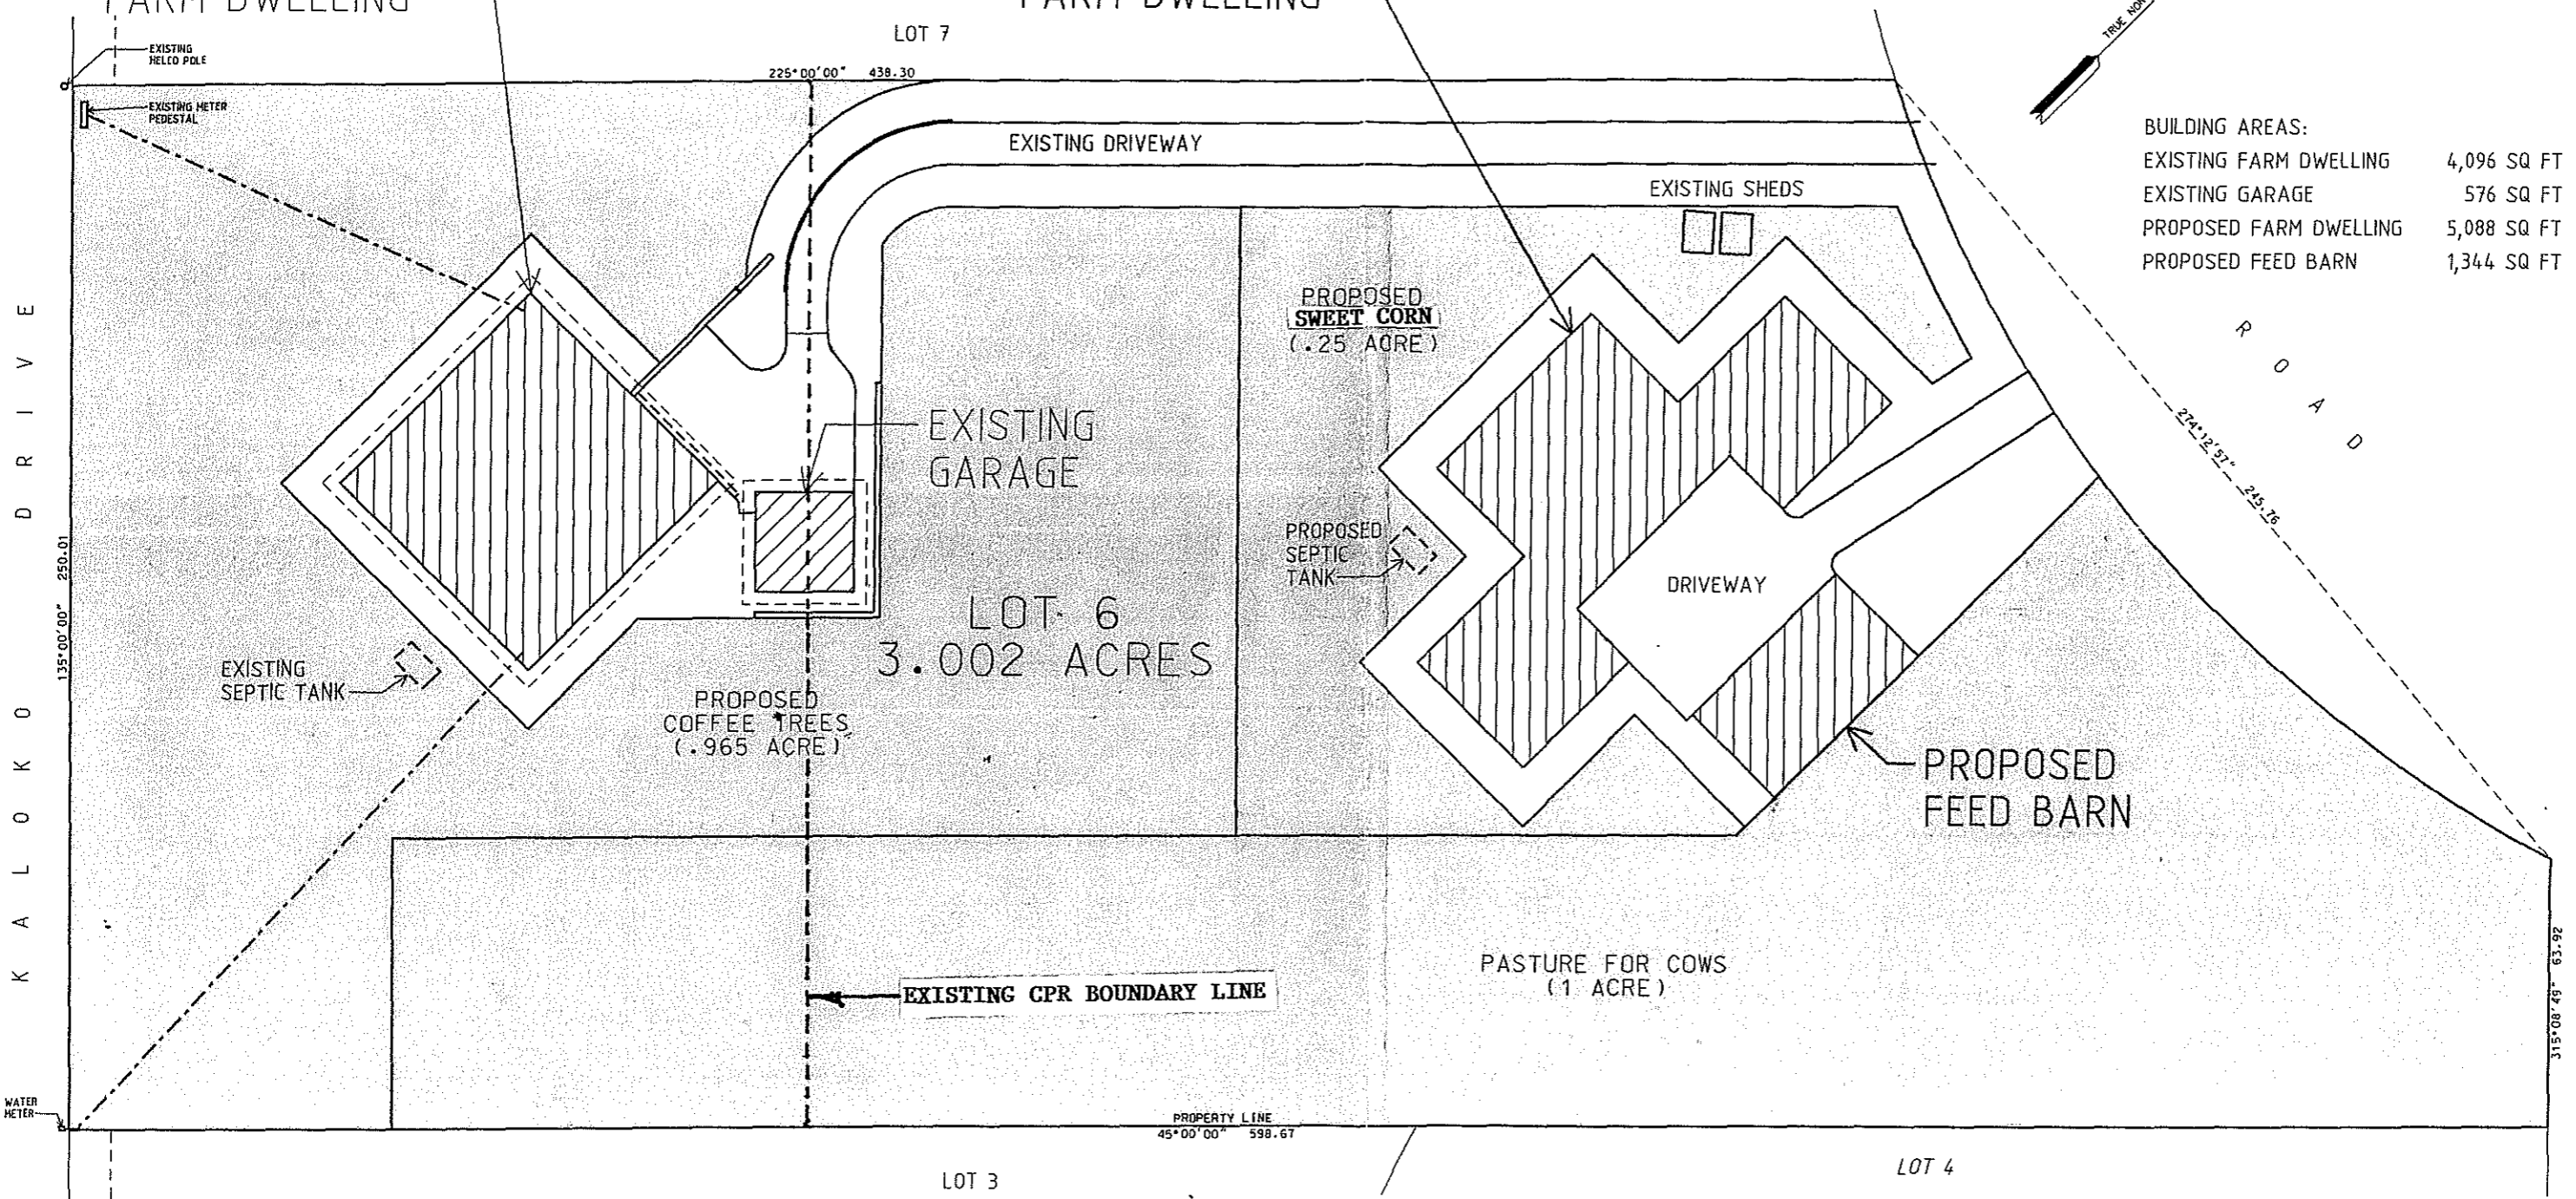 FARM DWELLING
FARM DWELLING
LOT 7
TRUE
EXISTING
HELCO POLE
225°00'00" 438.30
EXISTING METER
PEDESTAL
EXISTING DRIVEWAY
BUILDING AREAS:
EXISTING FARM DWELLING 4,096 SQ FT
EXISTING GARAGE 576 SQ FT
PROPOSED FARM DWELLING 5,088 SQ FT
PROPOSED FEED BARN 1,344 SQ FT
EXISTING SHEDS
PROPOSED
SWEET CORN
(.25 ACRE)
ROAD
274°12'57" 245.76
KALOKO DRIVE
135°00'00" 250.01
EXISTING
GARAGE
PROPOSED
SEPTIC
TANK
DRIVEWAY
LOT 6
3.002 ACRES
EXISTING
SEPTIC TANK
PROPOSED
COFFEE TREES
(.965 ACRE)
PROPOSED
FEED BARN
EXISTING CPR BOUNDARY LINE
PASTURE FOR COWS
(1 ACRE)
315°08'49" 63.92
WATER
METER
PROPERTY LINE
45°00'00" 598.67
LOT 3
LOT 4